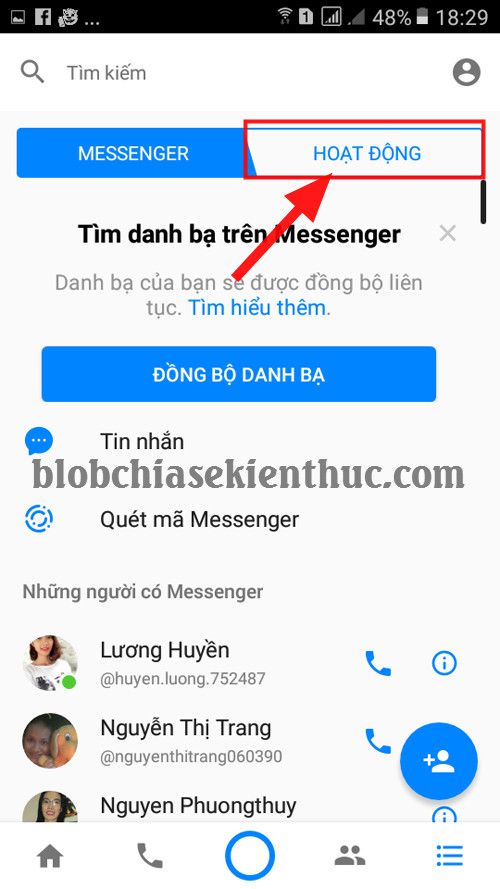 ... 1 48% 18:29
Tìm kiếm
MESSENGER HOẠT ĐỘNG
Tìm danh bạ trên Messenger
Danh bạ của bạn sẽ được đồng bộ liên
tục. Tìm hiểu thêm.
ĐỒNG BỘ DANH BẠ
Tin nhắn
blobchiasekienthuc.com
Quét mã Messenger
Những người có Messenger
Lương Huyền
@huyen.luong.752487
Nguyễn Thị Trang
@nguyenthitrang060390
Nguyen Phuongthuy